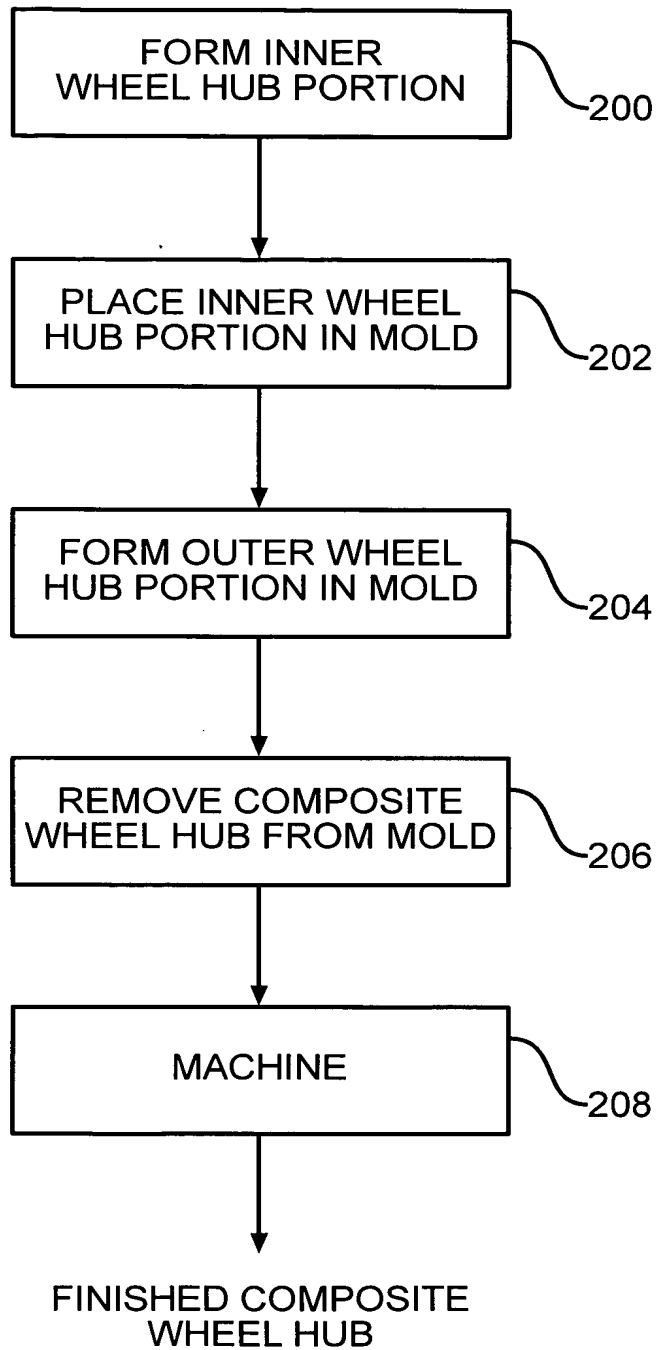 FORM INNER
WHEEL HUB PORTION
200
PLACE INNER WHEEL
HUB PORTION IN MOLD
202
FORM OUTER WHEEL
HUB PORTION IN MOLD
204
REMOVE COMPOSITE
WHEEL HUB FROM MOLD
206
MACHINE
208
FINISHED COMPOSITE
WHEEL HUB